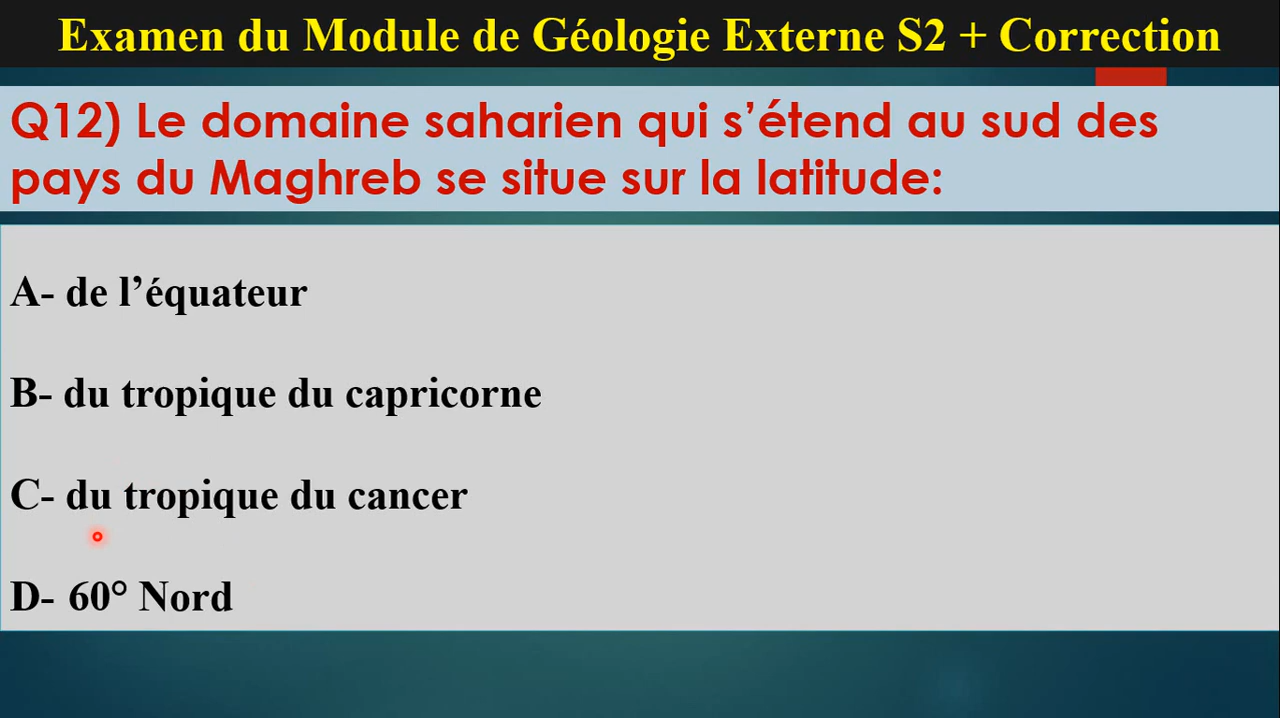 Examen du Module de Géologie Externe S2 + Correction
Q12) Le domaine saharien qui s’étend au sud des
pays du Maghreb se situe sur la latitude:
A- de l’équateur
B- du tropique du capricorne
C- du tropique du cancer
D- 60° Nord